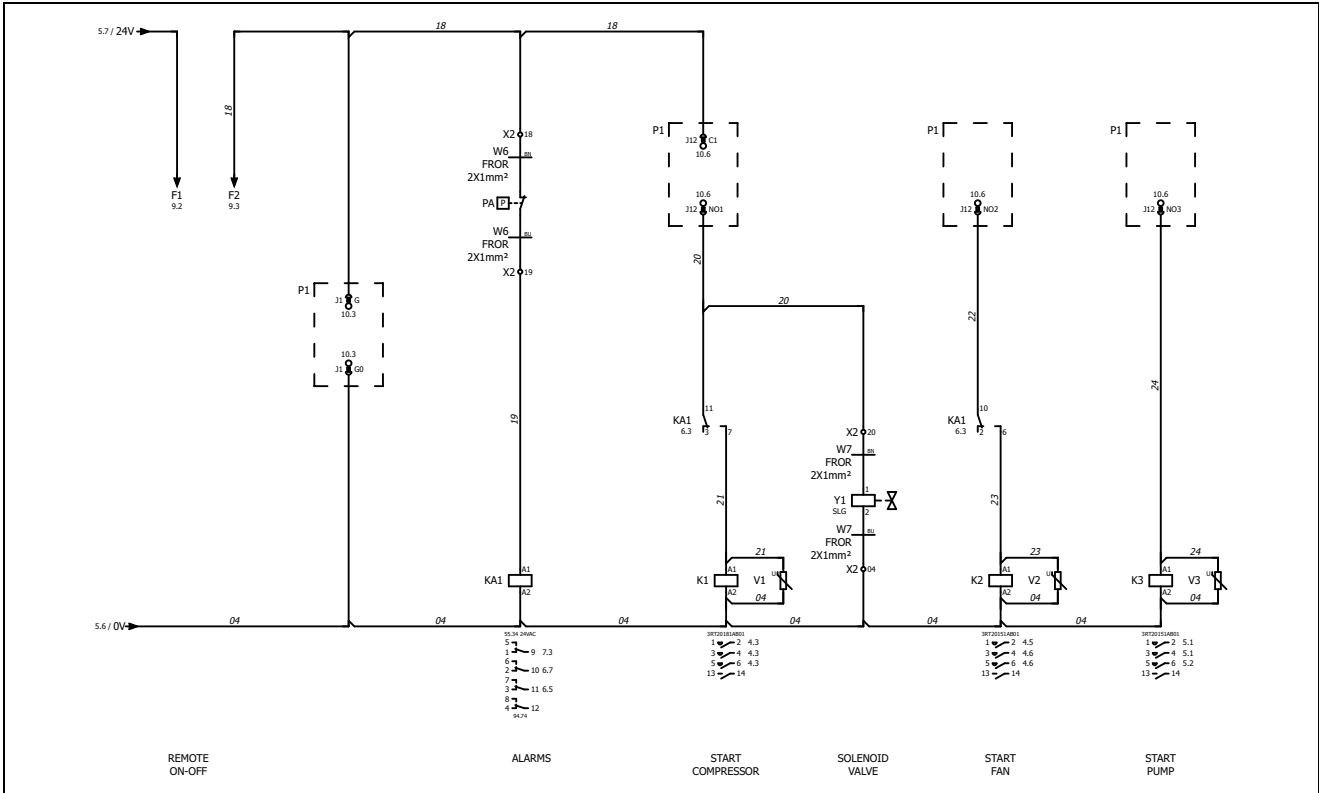 5.7 / 24V
18
18
18
F1
9.2
F2
9.3
X2 18
W6 BN
FROR
2X1mm²
PA P
W6 BU
FROR
2X1mm²
X2 19
P1
J1 G
10.3
10.3
J1 G0
19
P1
J12 C1
10.6
10.6
J12 NO1
20
20
P1
10.6
J12 NO2
22
P1
10.6
J12 NO3
24
11
KA1
6.3 3 7
10
KA1
6.3 2 6
X2 20
W7 BN
FROR
2X1mm²
1
Y1
SLG 2
W7 BU
FROR
2X1mm²
X2 04
21
23
A1
KA1
A2
21
A1
K1 V1 U
A2
04
23
A1
K2 V2 U
A2
04
24
A1
K3 V3 U
A2
04
5.6 / 0V
04 04 04 04 04 04
55.34 24VAC
5
1 9 7.3
6
2 10 6.7
7
3 11 6.5
8
4 12
94.74
3RT20181AB01
1 2 4.3
3 4 4.3
5 6 4.3
13 14
3RT20151AB01
1 2 4.5
3 4 4.6
5 6 4.6
13 14
3RT20151AB01
1 2 5.1
3 4 5.1
5 6 5.2
13 14
REMOTE
ON-OFF
ALARMS
START
COMPRESSOR
SOLENOID
VALVE
START
FAN
START
PUMP